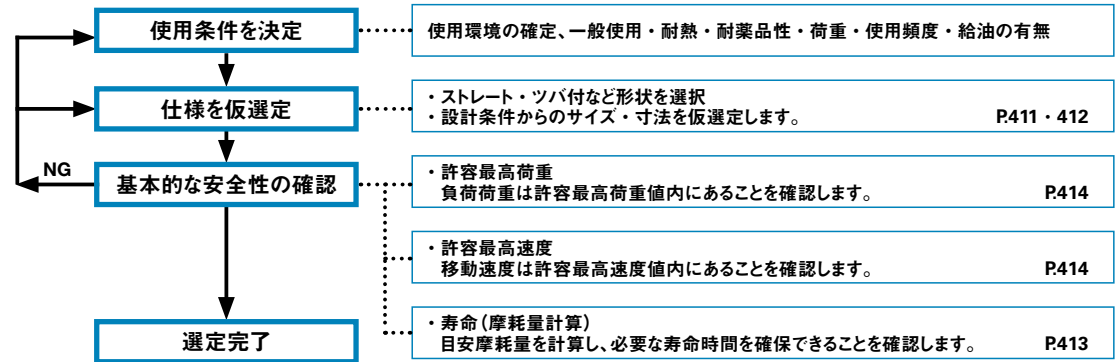 使用条件を決定
使用環境の確定、一般使用・耐熱・耐薬品性・荷重・使用頻度・給油の有無
仕様を仮選定
・ストレート・ツバ付など形状を選択
・設計条件からのサイズ・寸法を仮選定します。 P.411・412
NG
基本的な安全性の確認
・許容最高荷重
負荷荷重は許容最高荷重値内にあることを確認します。 P.414
・許容最高速度
移動速度は許容最高速度値内にあることを確認します。 P.414
選定完了
・寿命(摩耗量計算)
目安摩耗量を計算し、必要な寿命時間を確保できることを確認します。 P.413